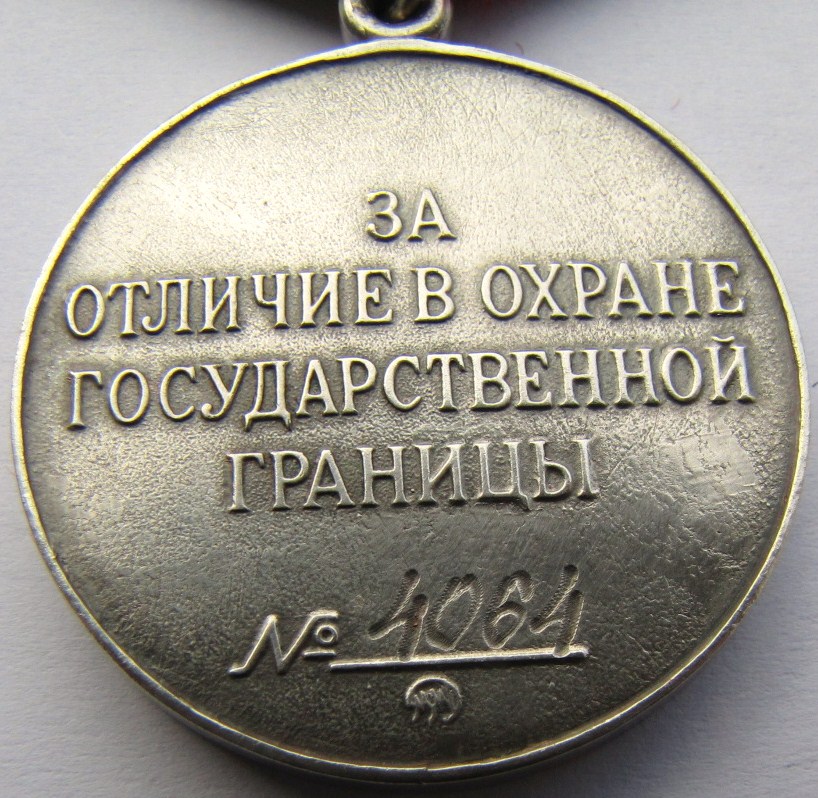 ЗА
ОТЛИЧИЕ В ОХРАНЕ
ГОСУДАРСТВЕННОЙ
ГРАНИЦЫ
№ 4064